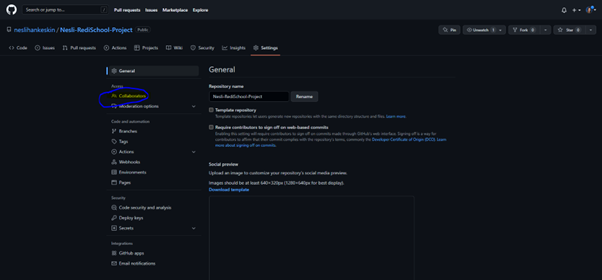 Search or jump to...
/
Pull requests Issues Marketplace Explore
neslihankeskin / Nesli-RediSchool-Project Public
Pin Unwatch 1 Fork 0 Star 0
Code Issues Pull requests Actions Projects Wiki Security Insights Settings
General
Access
Collaborators
Moderation options
Code and automation
Branches
Tags
Actions
Webhooks
Environments
Pages
Security
Code security and analysis
Deploy keys
Secrets
Integrations
GitHub apps
Email notifications
General
Repository name
Nesli-RediSchool-Project Rename
Template repository
Template repositories let users generate new repositories with the same directory structure and files. Learn more.
Require contributors to sign off on web-based commits
Enabling this setting will require contributors to sign off on commits made through GitHub's web interface. Signing off is a way for
contributors to affirm that their commit complies with the repository's terms, commonly the Developer Certificate of Origin (DCO). Learn
more about signing off on commits.
Social preview
Upload an image to customize your repository's social media preview.
Images should be at least 640×320px (1280×640px for best display).
Download template